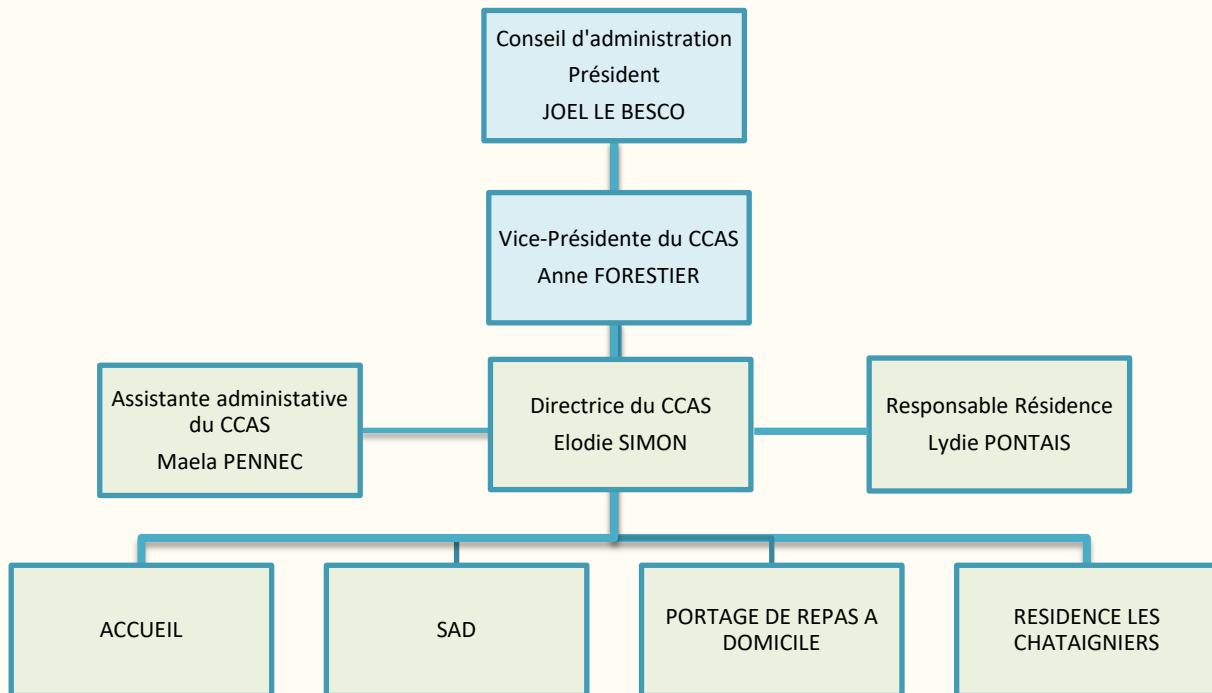 Conseil d'administration
Président
JOEL LE BESCO
Vice-Présidente du CCAS
Anne FORESTIER
Assistante administative
du CCAS
Maela PENNEC
Directrice du CCAS
Elodie SIMON
Responsable Résidence
Lydie PONTAIS
ACCUEIL
SAD
PORTAGE DE REPAS A
DOMICILE
RESIDENCE LES
CHATAIGNIERS